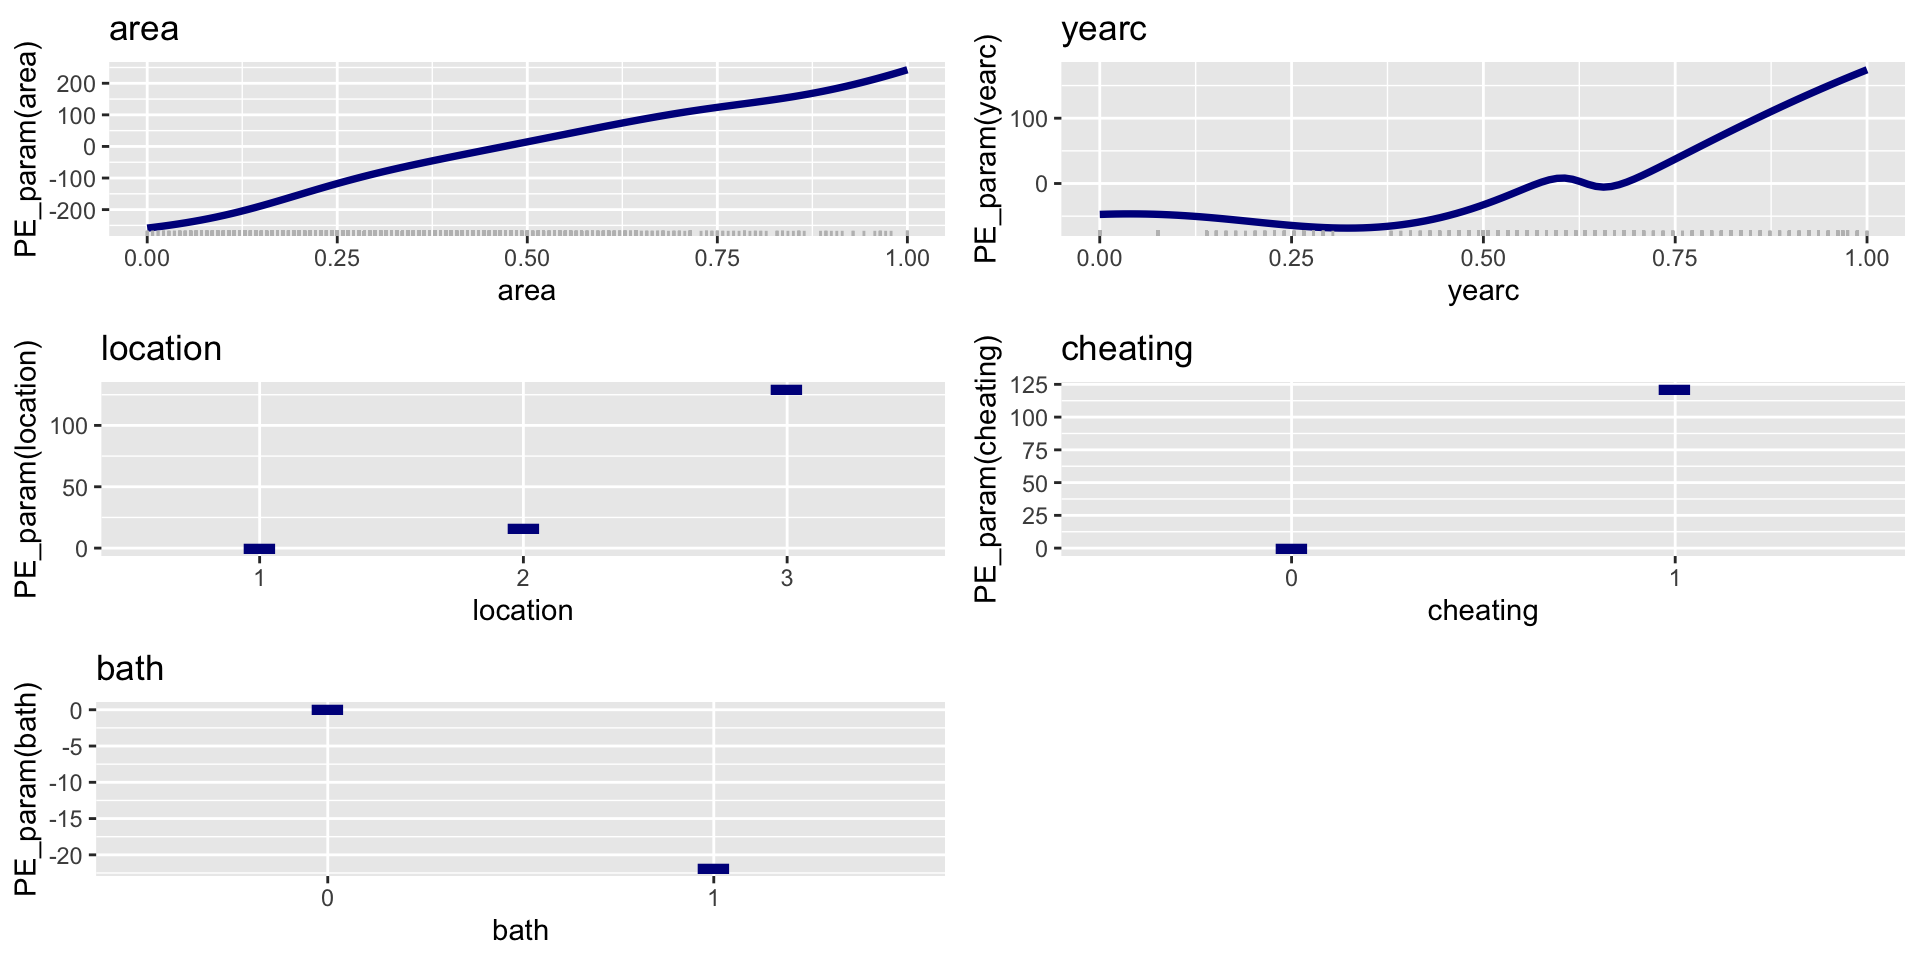 area
PE_param(area)
200
100
0
-100
-200
0.00 0.25 0.50 0.75 1.00
area
yearc
PE_param(yearc)
100
0
0.00 0.25 0.50 0.75 1.00
yearc
location
PE_param(location)
100
50
0
1 2 3
location
cheating
PE_param(cheating)
125
100
75
50
25
0
0 1
cheating
bath
PE_param(bath)
0
-5
-10
-15
-20
0 1
bath